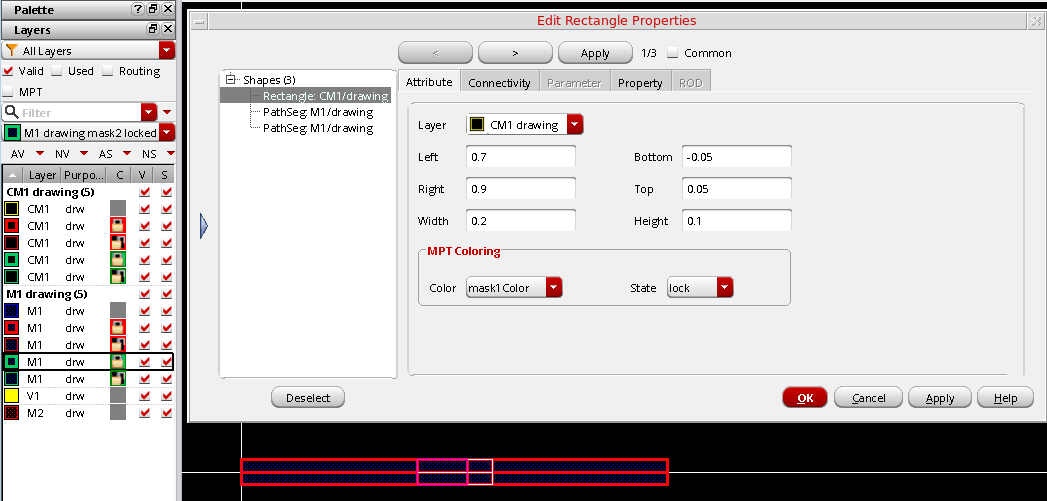 Palette
?
Layers
All Layers
Valid Used Routing
MPT
Filter
M1 drawing mask2 locked
AV NV AS NS
Layer Purpo... C V S
CM1 drawing (5)
CM1 drw
CM1 drw
CM1 drw
CM1 drw
CM1 drw
M1 drawing (5)
M1 drw
M1 drw
M1 drw
M1 drw
M1 drw
V1 drw
M2 drw
Edit Rectangle Properties
< > Apply 1/3 Common
Shapes (3)
Rectangle: CM1/drawing
PathSeg: M1/drawing
PathSeg: M1/drawing
Attribute Connectivity Parameter Property ROD
Layer CM1 drawing
Left 0.7 Bottom -0.05
Right 0.9 Top 0.05
Width 0.2 Height 0.1
MPT Coloring
Color mask1Color State lock
Deselect OK Cancel Apply Help